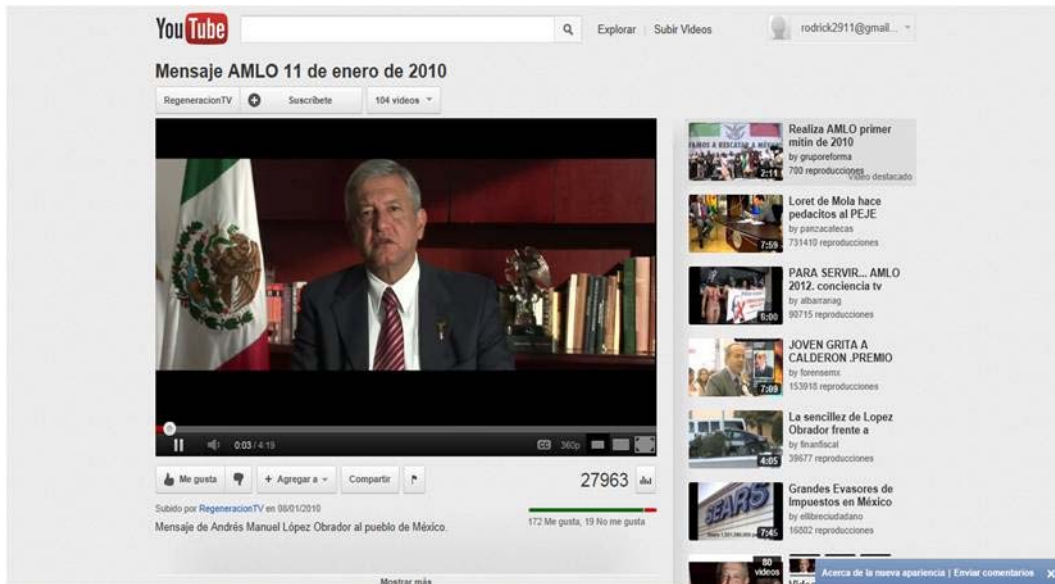 YouTube
Explorar | Subir Videos
rodrick2911@gmail...
Mensaje AMLO 11 de enero de 2010
RegeneracionTV
Suscríbete
104 videos
VAMOS A RESCATAR A MÉXICO
2:11
Realiza AMLO primer
mitin de 2010
by gruporeforma
700 reproducciones
Video destacado
7:59
Loret de Mola hace
pedacitos al PEJE
by panzacatecas
731410 reproducciones
PARA SERVIR... AMLO
2012. conciencia tv
by albarranag
90715 reproducciones
7:09
JOVEN GRITA A
CALDERON .PREMIO
by forensemx
153918 reproducciones
4:05
La sencillez de Lopez
Obrador frente a
by finanfiscal
39677 reproducciones
SEARS
7:45
Grandes Evasores de
Impuestos en México
by ellibreciudadano
16802 reproducciones
80
videos
0:03 / 4:19
CC 360p
Me gusta
+ Agregar a
Compartir
27963
Subido por RegeneracionTV en 08/01/2010
172 Me gusta, 19 No me gusta
Mensaje de Andrés Manuel López Obrador al pueblo de México.
Mostrar más
Acerca de la nueva apariencia | Enviar comentarios X